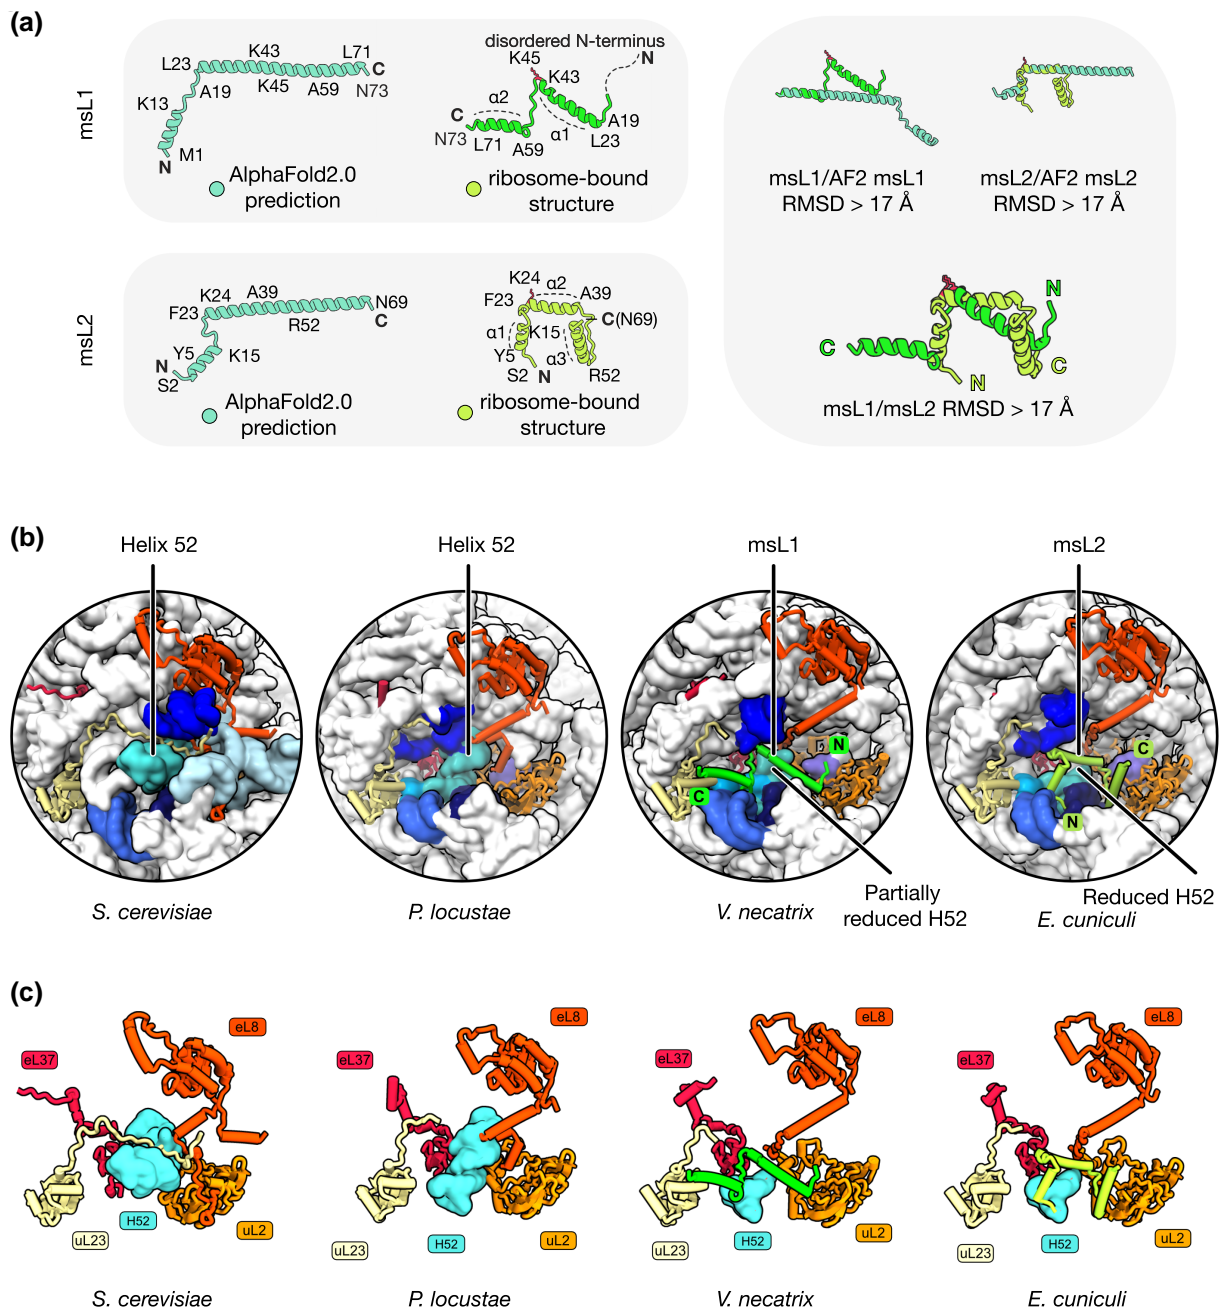 (a)
msL1
K13
L23
A19
K43
K45
A59
L71
C
N73
M1
N
AlphaFold2.0
prediction
disordered N-terminus
N
K45
K43
α2
C
N73
L71
A59
α1
A19
L23
ribosome-bound
structure
msL1/AF2 msL1
RMSD > 17 Å
msL2/AF2 msL2
RMSD > 17 Å
msL2
K24
A39
F23
R52
N69
C
Y5
N
K15
S2
AlphaFold2.0
prediction
K24
α2
F23
A39
α1
K15
C(N69)
Y5
α3
S2
N
R52
ribosome-bound
structure
N
C
C
N
msL1/msL2 RMSD > 17 Å
(b)
Helix 52
Helix 52
msL1
msL2
N
C
C
N
S. cerevisiae
P. locustae
V. necatrix
Partially
reduced H52
E. cuniculi
Reduced H52
(c)
eL8
eL37
H52
uL23
uL2
S. cerevisiae
eL8
eL37
uL23
H52
uL2
P. locustae
eL8
eL37
uL23
H52
uL2
V. necatrix
eL8
eL37
uL23
H52
uL2
E. cuniculi